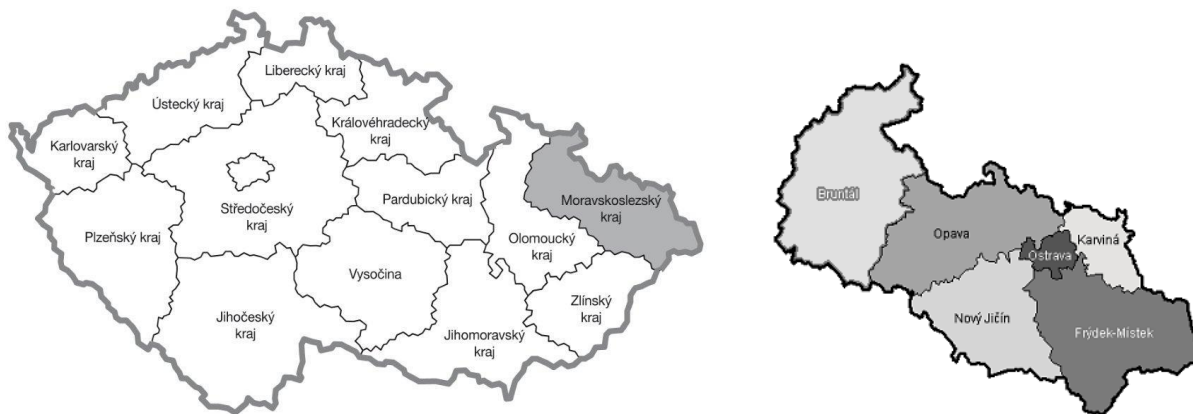 Liberecký kraj
Ústecký kraj
Karlovarský
kraj
Královéhradecký
kraj
Středočeský
kraj
Pardubický kraj
Moravskoslezský
kraj
Plzeňský kraj
Olomoucký
kraj
Vysočina
Zlínský
kraj
Jihočeský
kraj
Jihomoravský
kraj
Bruntál
Opava
Karviná
Ostrava
Nový Jičín
Frýdek-Místek